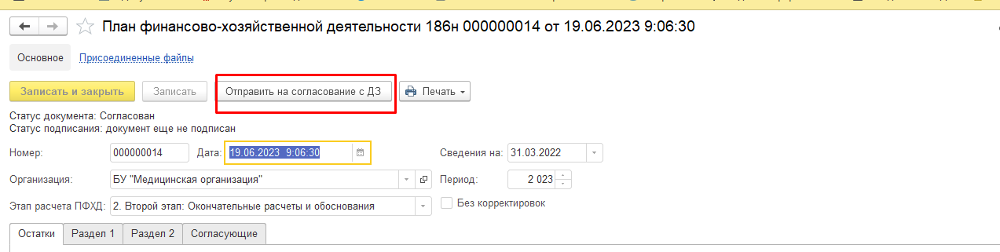 План финансово-хозяйственной деятельности 186н 000000014 от 19.06.2023 9:06:30
Основное Присоединенные файлы
Записать и закрыть Записать Отправить на согласование с ДЗ Печать
Статус документа: Согласован
Статус подписания: документ еще не подписан
Номер: 000000014 Дата: 19.06.2023 9:06:30 Сведения на: 31.03.2022
Организация: БУ "Медицинская организация" Период: 2 023
Этап расчета ПФХД: 2. Второй этап: Окончательные расчеты и обоснования Без корректировок
Остатки Раздел 1 Раздел 2 Согласующие